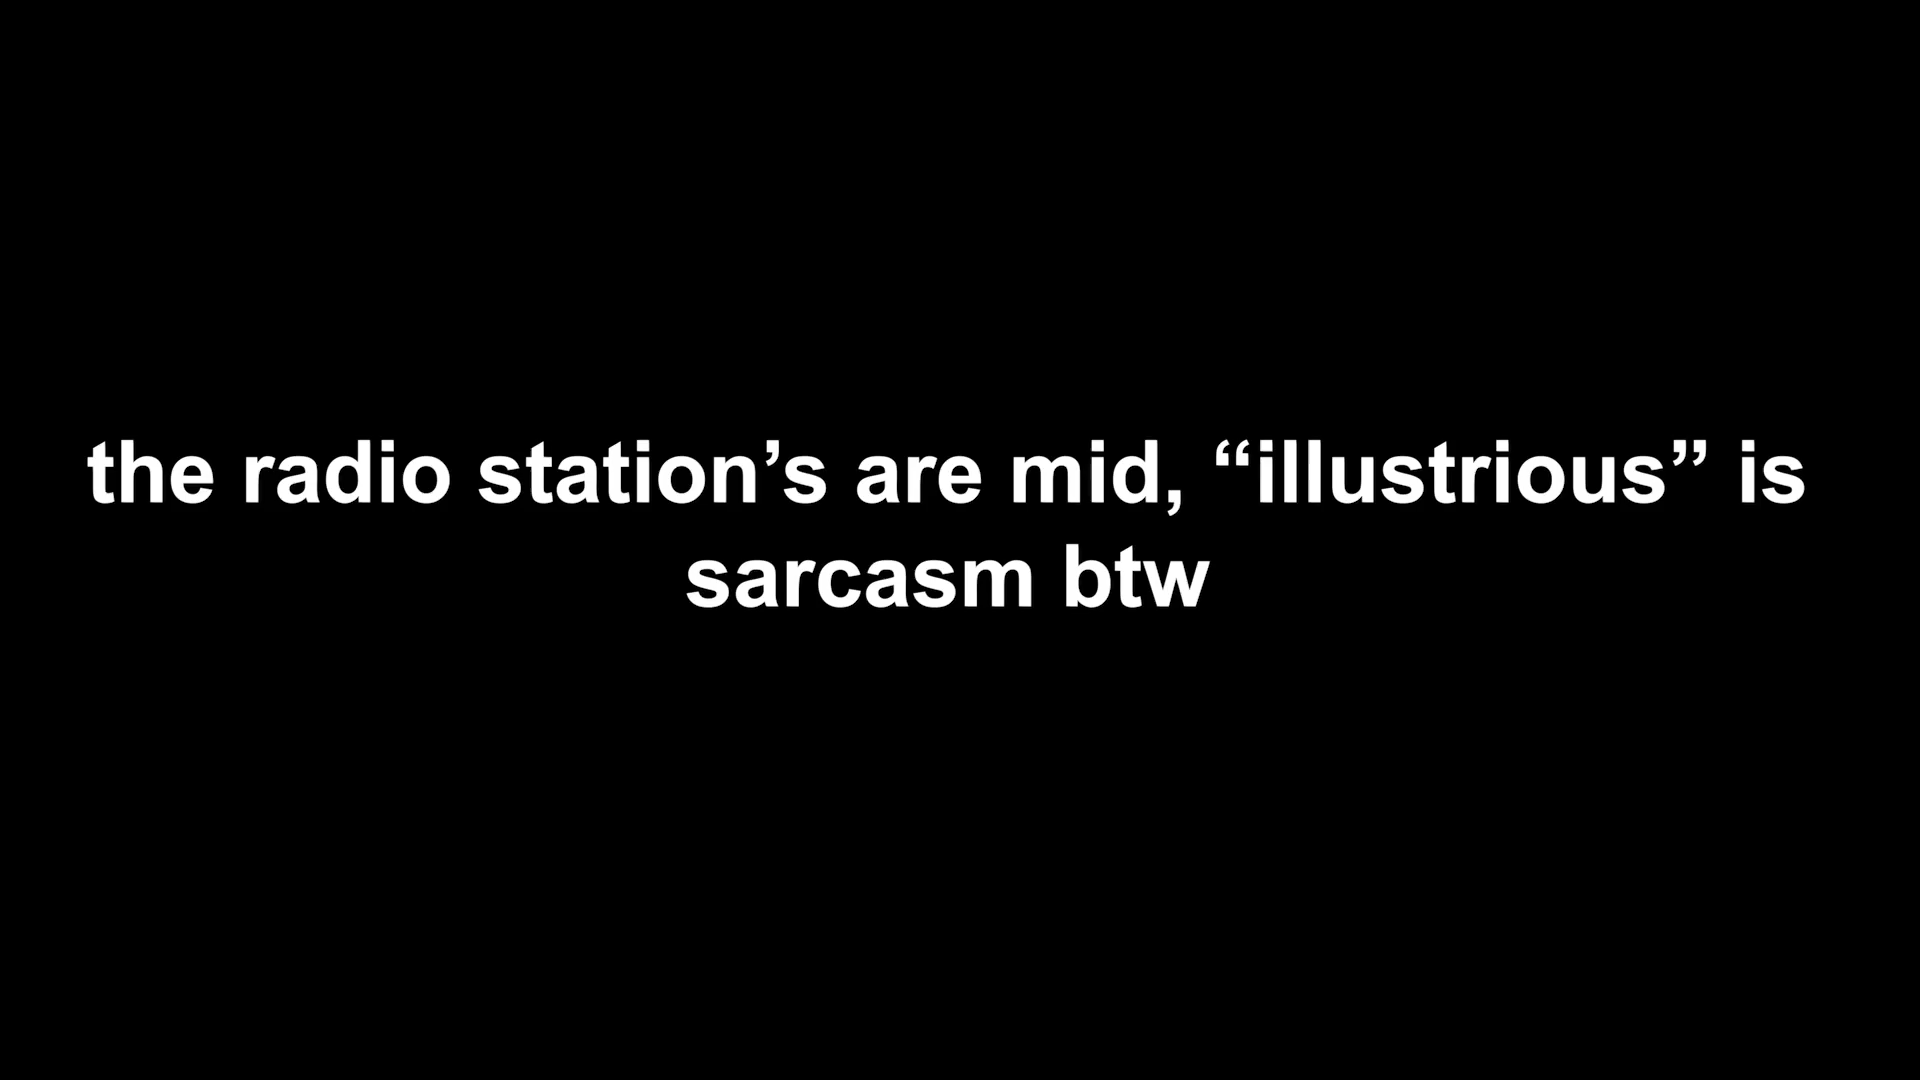 the radio station’s are mid, “illustrious” is
sarcasm btw